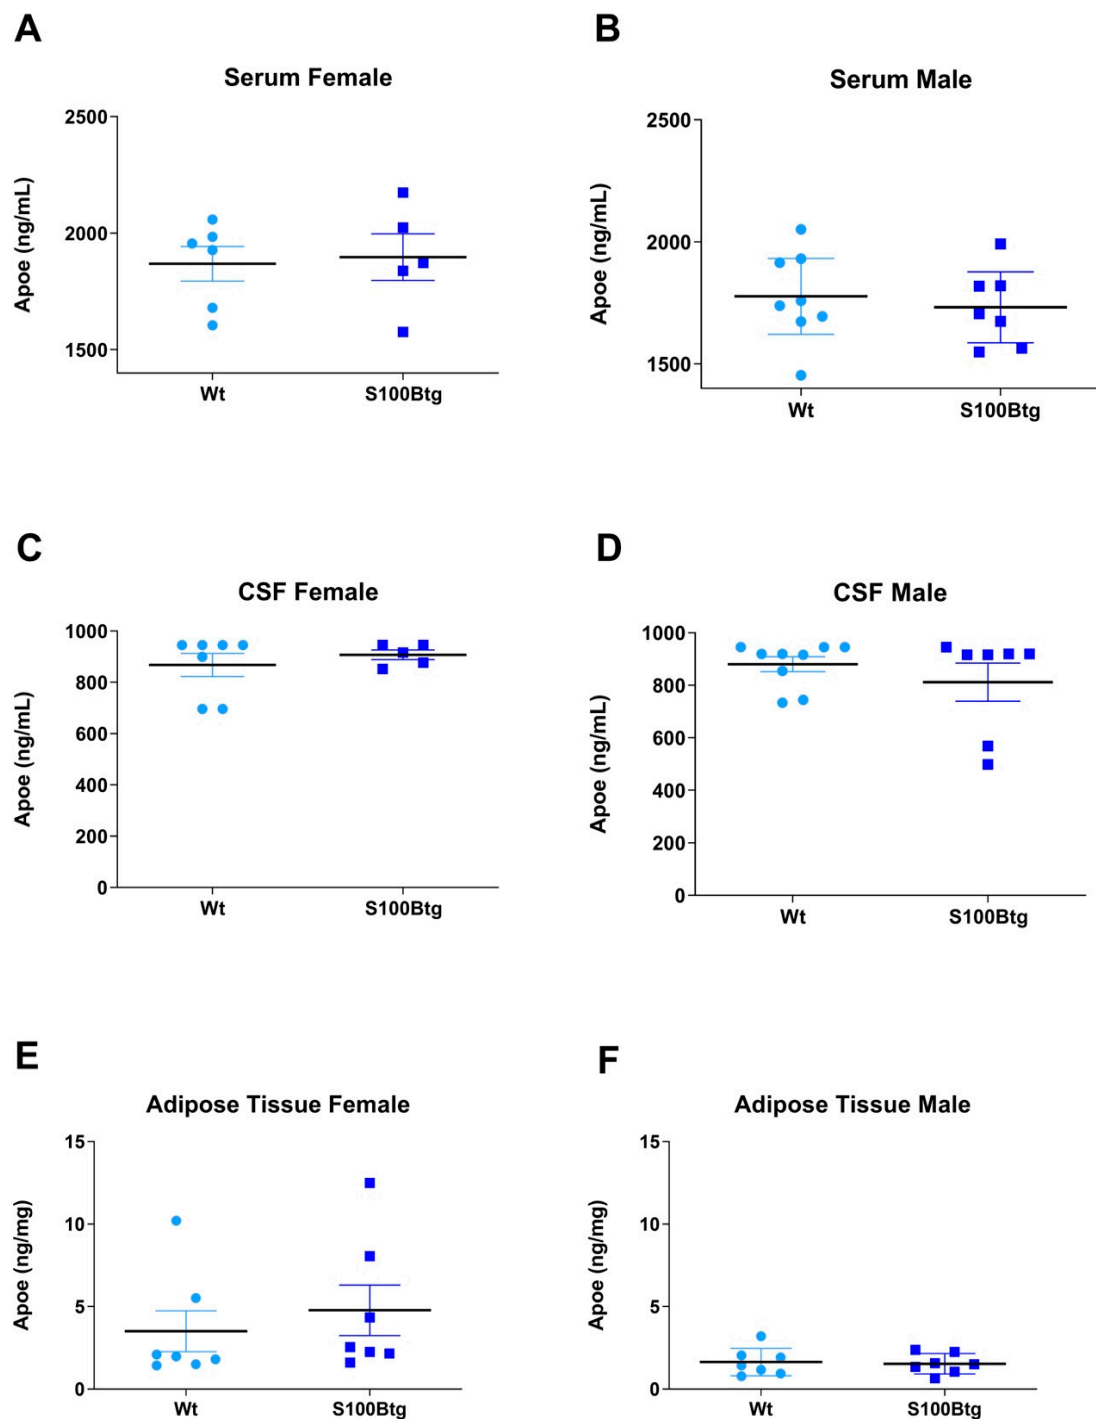 A
Serum Female
Apoe (ng/mL)
2500
2000
1500
Wt
S100Btg
B
Serum Male
Apoe (ng/mL)
2500
2000
1500
Wt
S100Btg
C
CSF Female
Apoe (ng/mL)
1000
800
600
400
200
0
Wt
S100Btg
D
CSF Male
Apoe (ng/mL)
1000
800
600
400
200
0
Wt
S100Btg
E
Adipose Tissue Female
Apoe (ng/mg)
15
10
5
0
Wt
S100Btg
F
Adipose Tissue Male
Apoe (ng/mg)
15
10
5
0
Wt
S100Btg